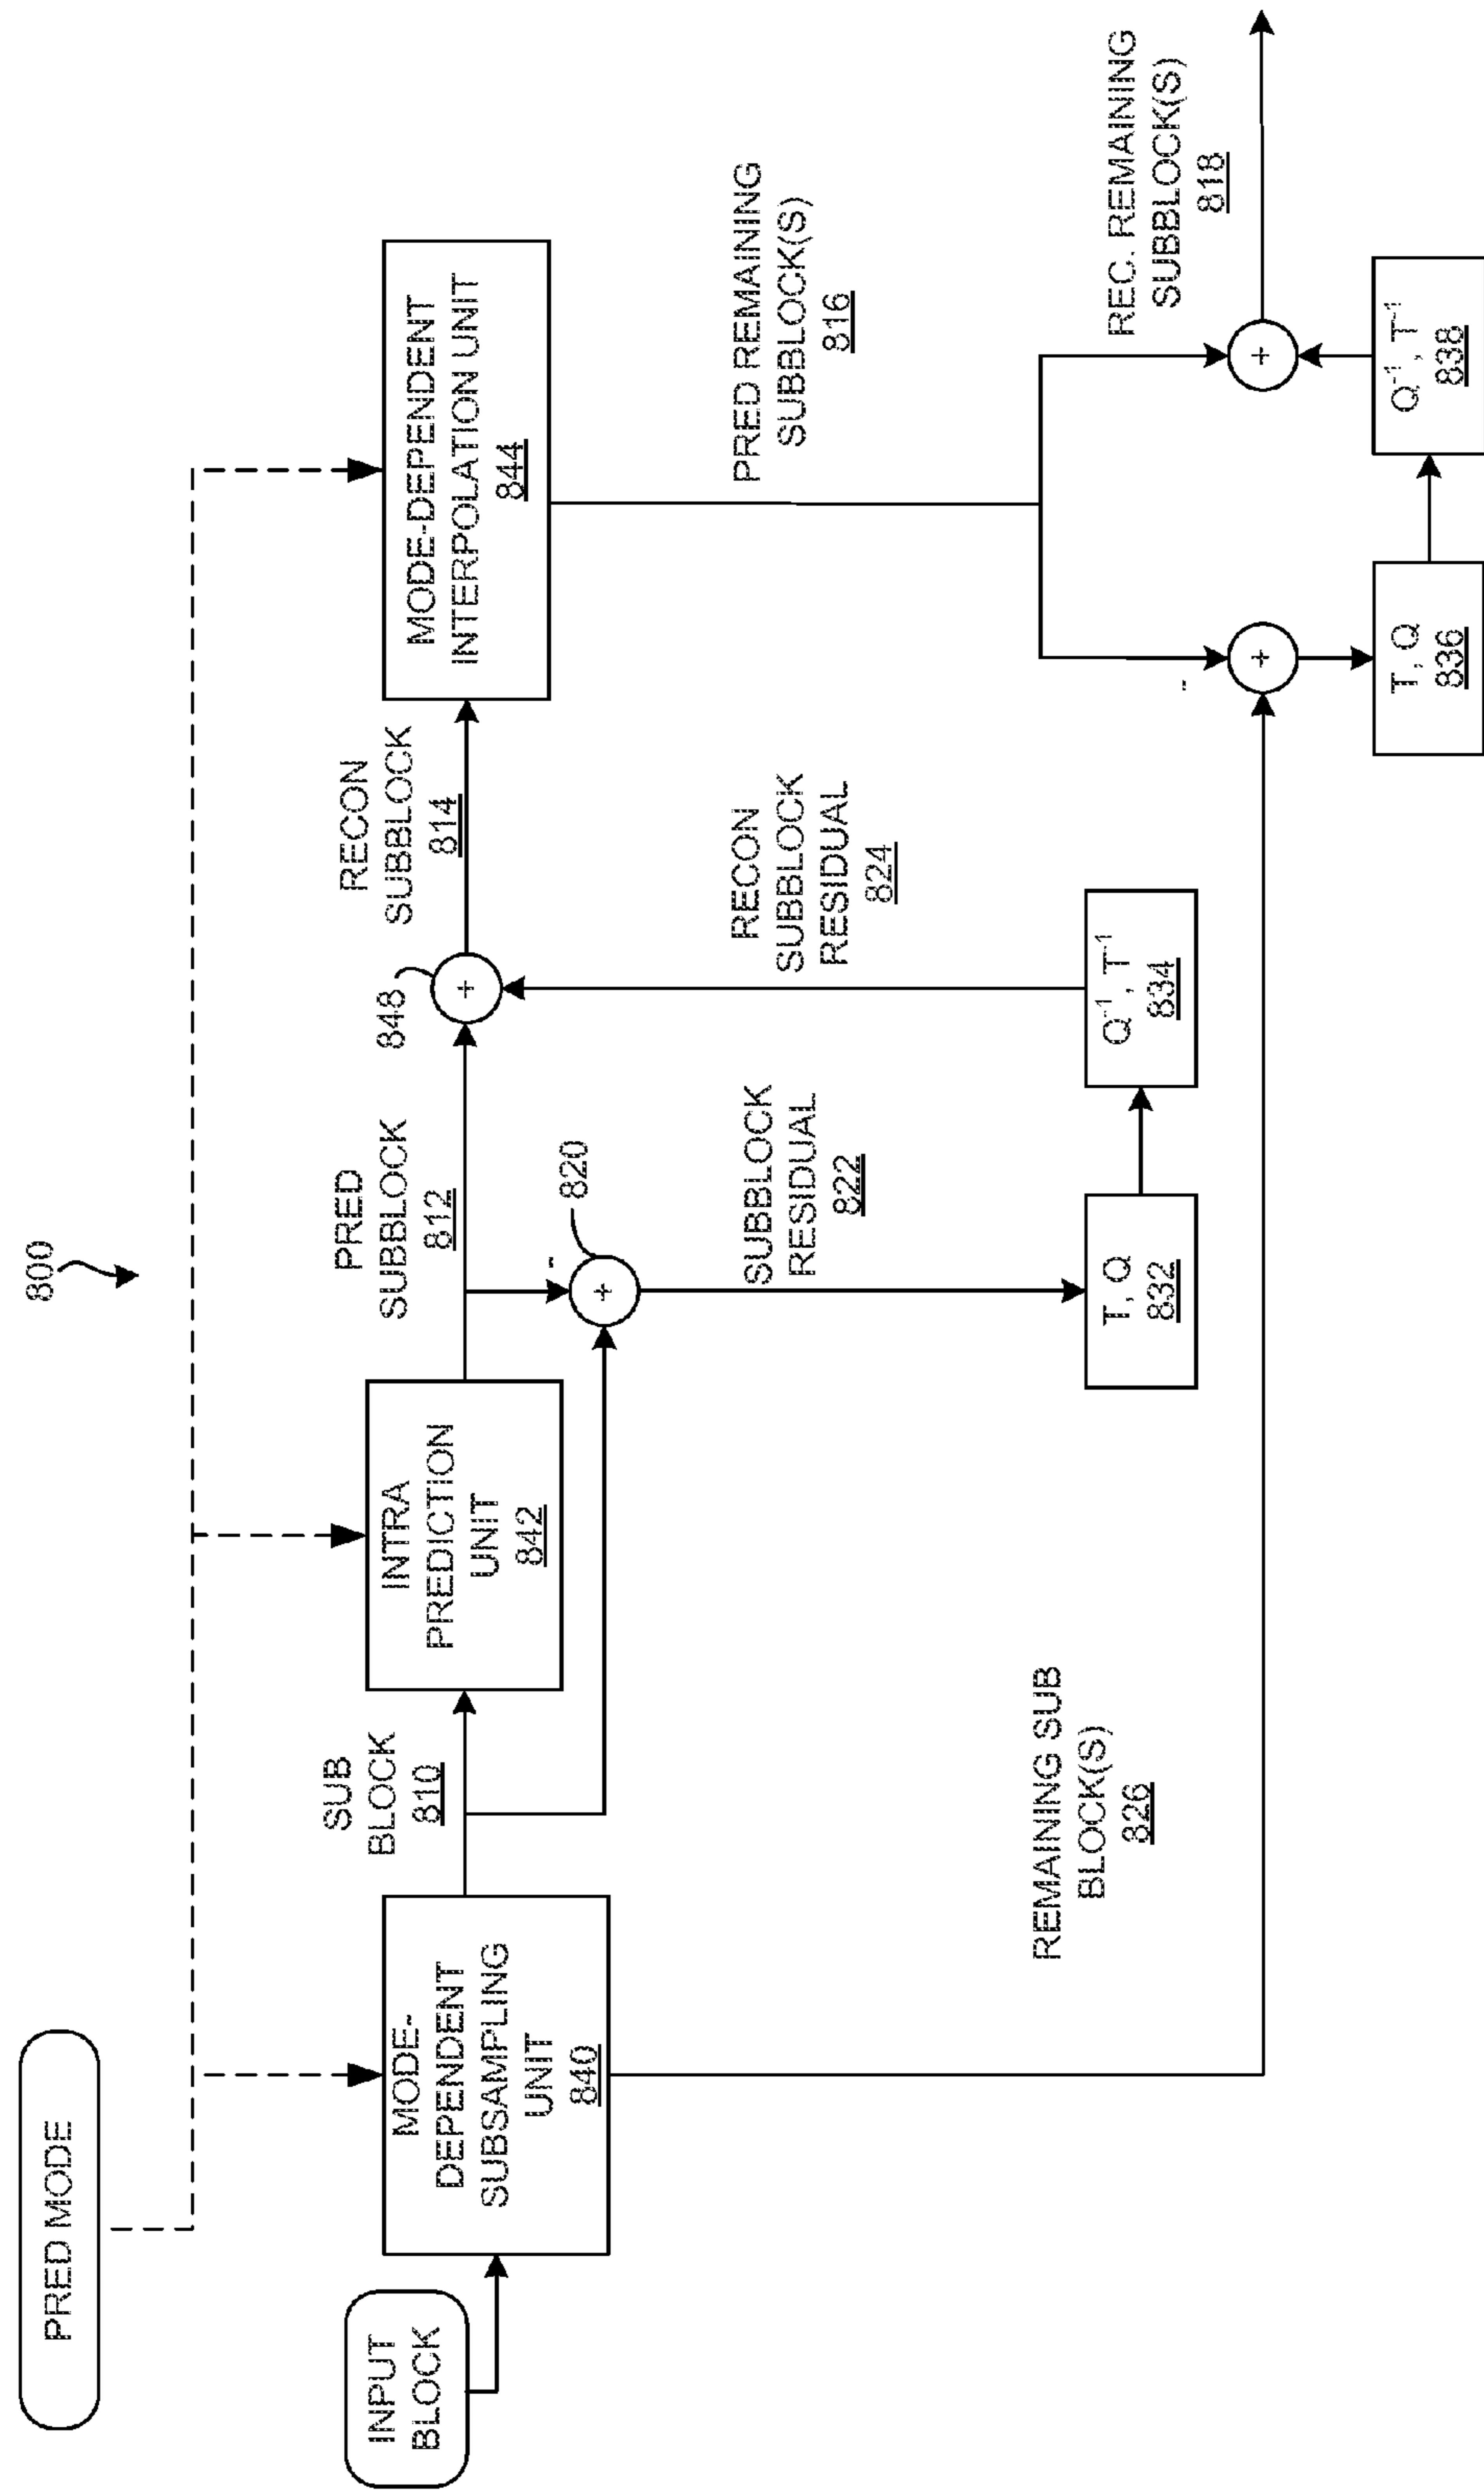 800
PRED MODE
INPUT
BLOCK
MODE-
DEPENDENT
SUBSAMPLING
UNIT
840
SUB
BLOCK
810
INTRA
PREDICTION
UNIT
842
PRED
SUBBLOCK
812
848
+
RECON
SUBBLOCK
814
MODE-DEPENDENT
INTERPOLATION UNIT
844
-
820
+
SUBBLOCK
RESIDUAL
822
RECON
SUBBLOCK
RESIDUAL
824
PRED REMAINING
SUBBLOCK(S)
816
T, Q
832
Q-1, T-1
834
REMAINING SUB
BLOCK(S)
826
-
+
+
REC. REMAINING
SUBBLOCK(S)
818
T, Q
836
Q-1, T-1
838